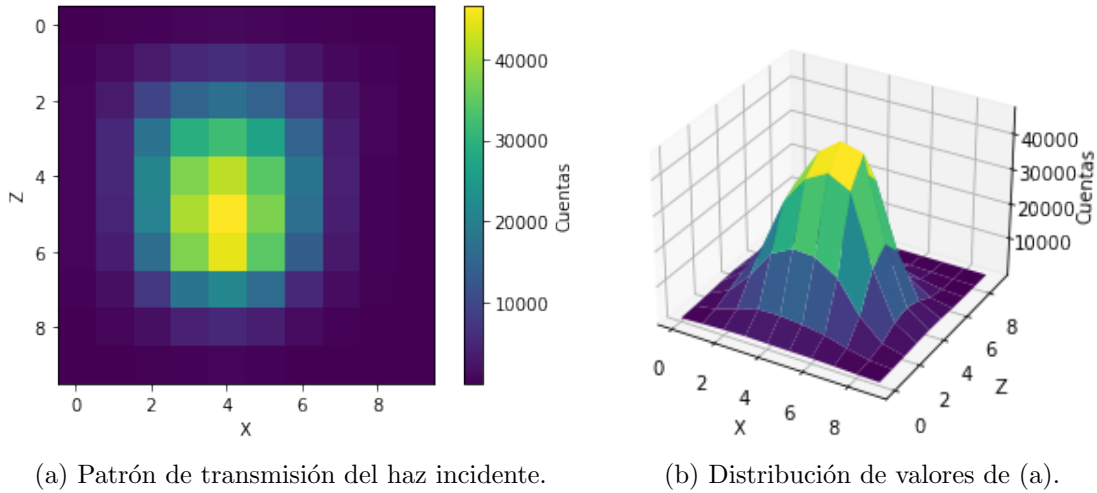 0
2
4
6
8
Z
0 2 4 6 8
X
40000
30000
20000
10000
Cuentas
40000
30000
20000
10000
Cuentas
0
2
4
6
8
X
0
2
4
6
8
Z
(a) Patrón de transmisión del haz incidente.
(b) Distribución de valores de (a).